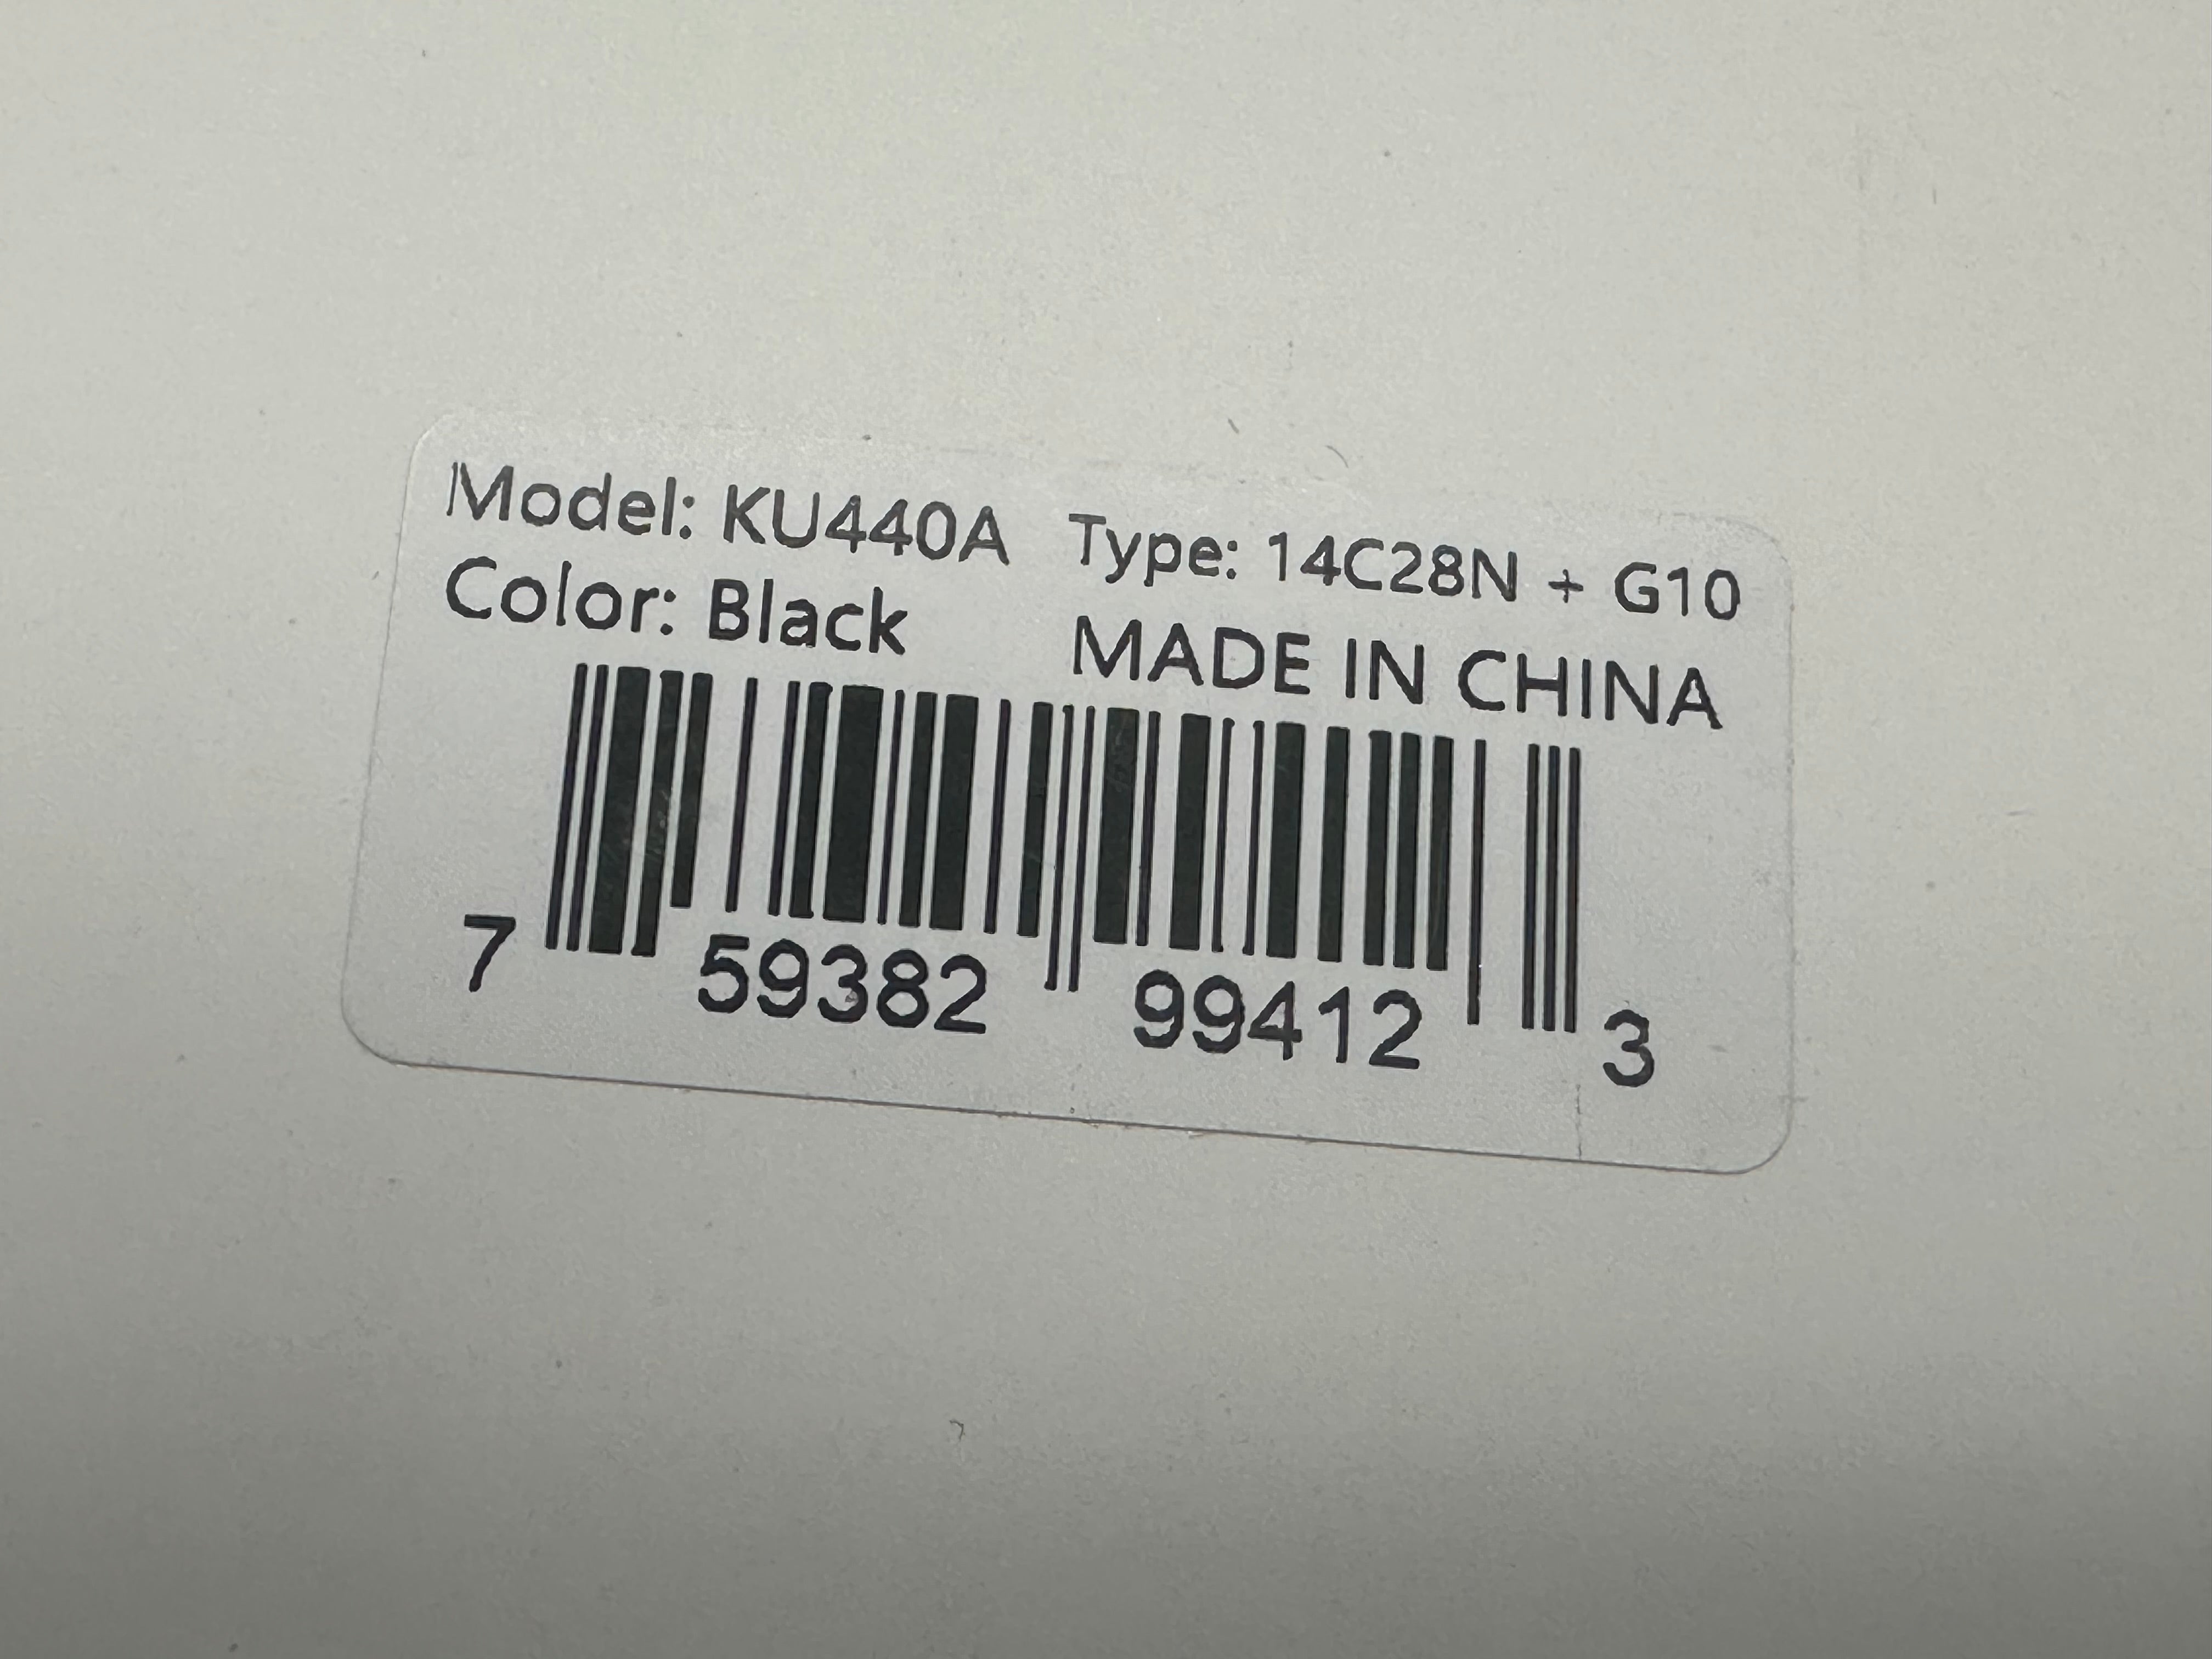 Model: KU440A Type: 14C28N + G10
Color: Black MADE IN CHINA
7 59382 99412 3